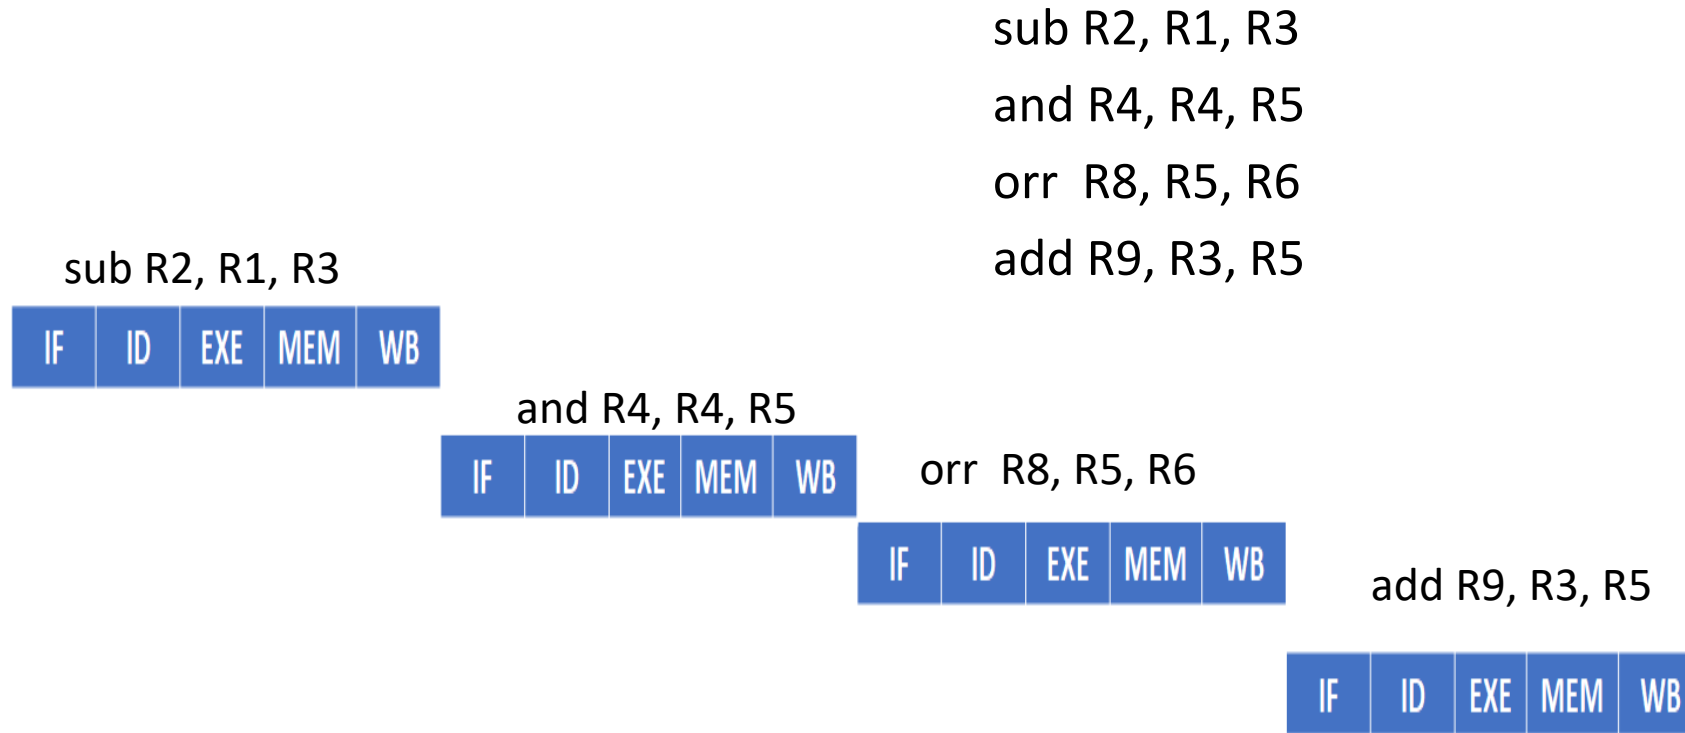 sub R2, R1, R3
and R4, R4, R5
orr R8, R5, R6
add R9, R3, R5
sub R2, R1, R3
IF ID EXE MEM WB
and R4, R4, R5
IF ID EXE MEM WB
orr R8, R5, R6
IF ID EXE MEM WB
add R9, R3, R5
IF ID EXE MEM WB